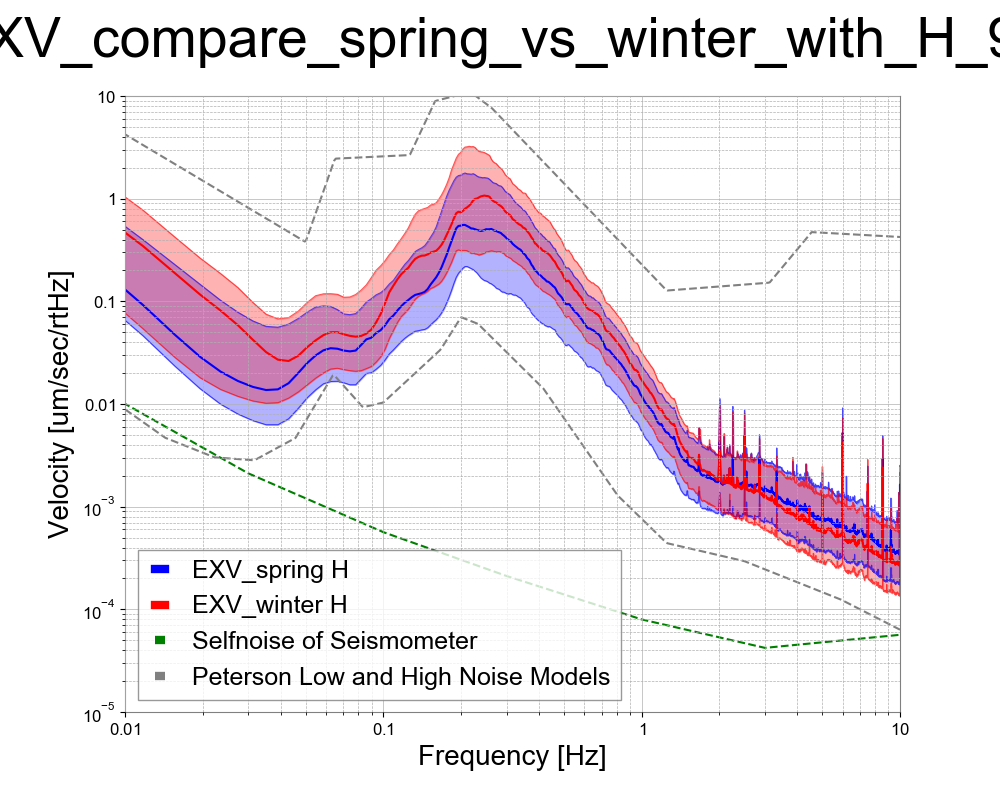 XV_compare_spring_vs_winter_with_H_9
10
1
0.1
0.01
10⁻³
10⁻⁴
10⁻⁵
Velocity [um/sec/rtHz]
EXV_spring H
EXV_winter H
Selfnoise of Seismometer
Peterson Low and High Noise Models
0.01 0.1 1 10
Frequency [Hz]